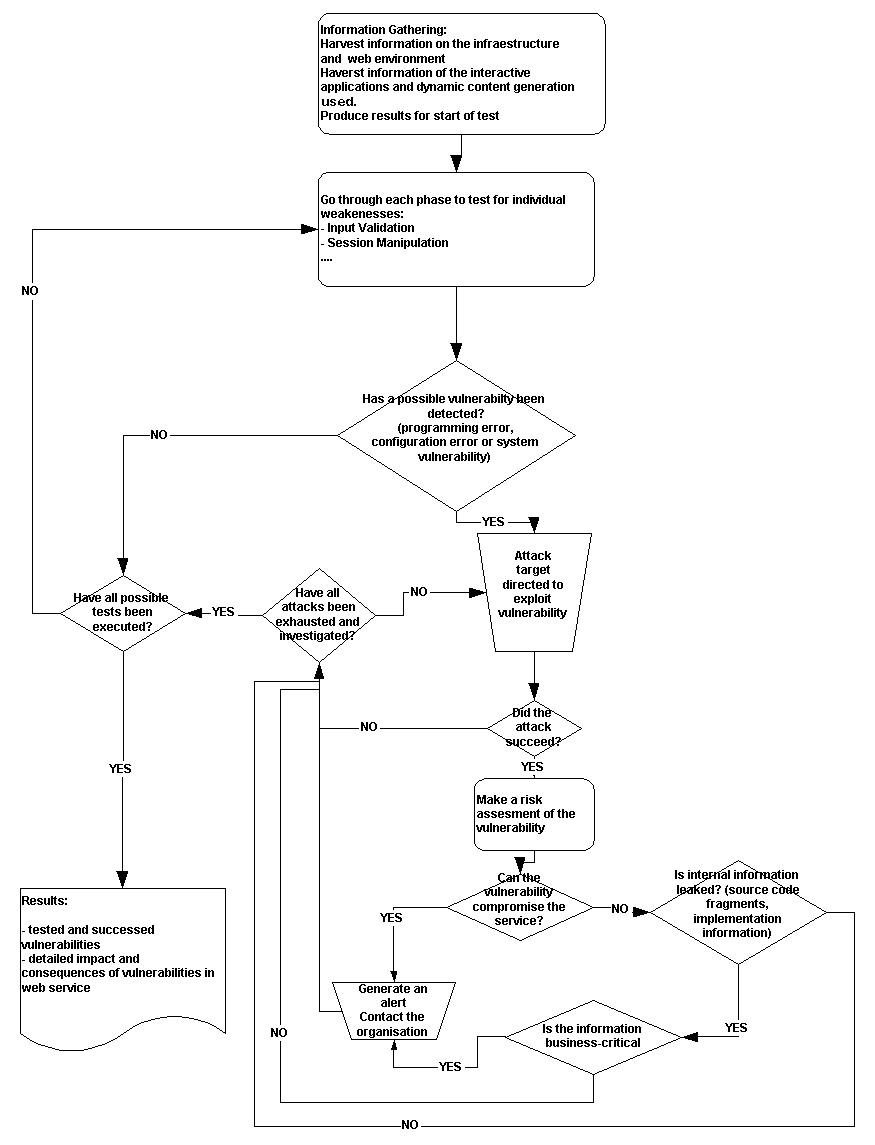 Information Gathering:
Harvest information on the infraestructure
and web environment
Haverst information of the interactive
applications and dynamic content generation
used.
Produce results for start of test
Go through each phase to test for individual
weakenesses:
- Input Validation
- Session Manipulation
....
NO
Has a possible vulnerabilty been
detected?
(programming error,
configuration error or system
vulnerability)
NO
YES
Attack
target
directed to
exploit
vulnerability
Have all possible
tests been
executed?
YES
Have all
attacks been
exhausted and
investigated?
NO
Did the
attack
succeed?
NO
YES
YES
Make a risk
assesment of the
vulnerability
Can the
vulnerability
compromise the
service?
YES
NO
Is internal information
leaked? (source code
fragments,
implementation
information)
Results:
- tested and successed
vulnerabilities
- detailed impact and
consequences of vulnerabilities in
web service
Generate an
alert
Contact the
organisation
NO
Is the information
business-critical
YES
YES
NO